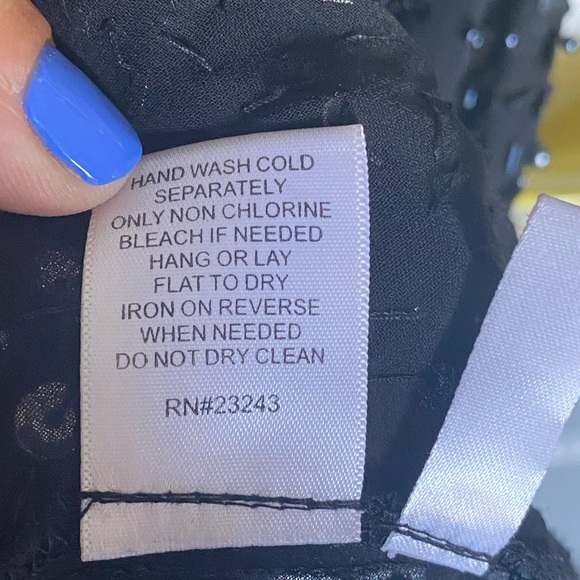 HAND WASH COLD
SEPARATELY
ONLY NON CHLORINE
BLEACH IF NEEDED
HANG OR LAY
FLAT TO DRY
IRON ON REVERSE
WHEN NEEDED
DO NOT DRY CLEAN
RN#23243